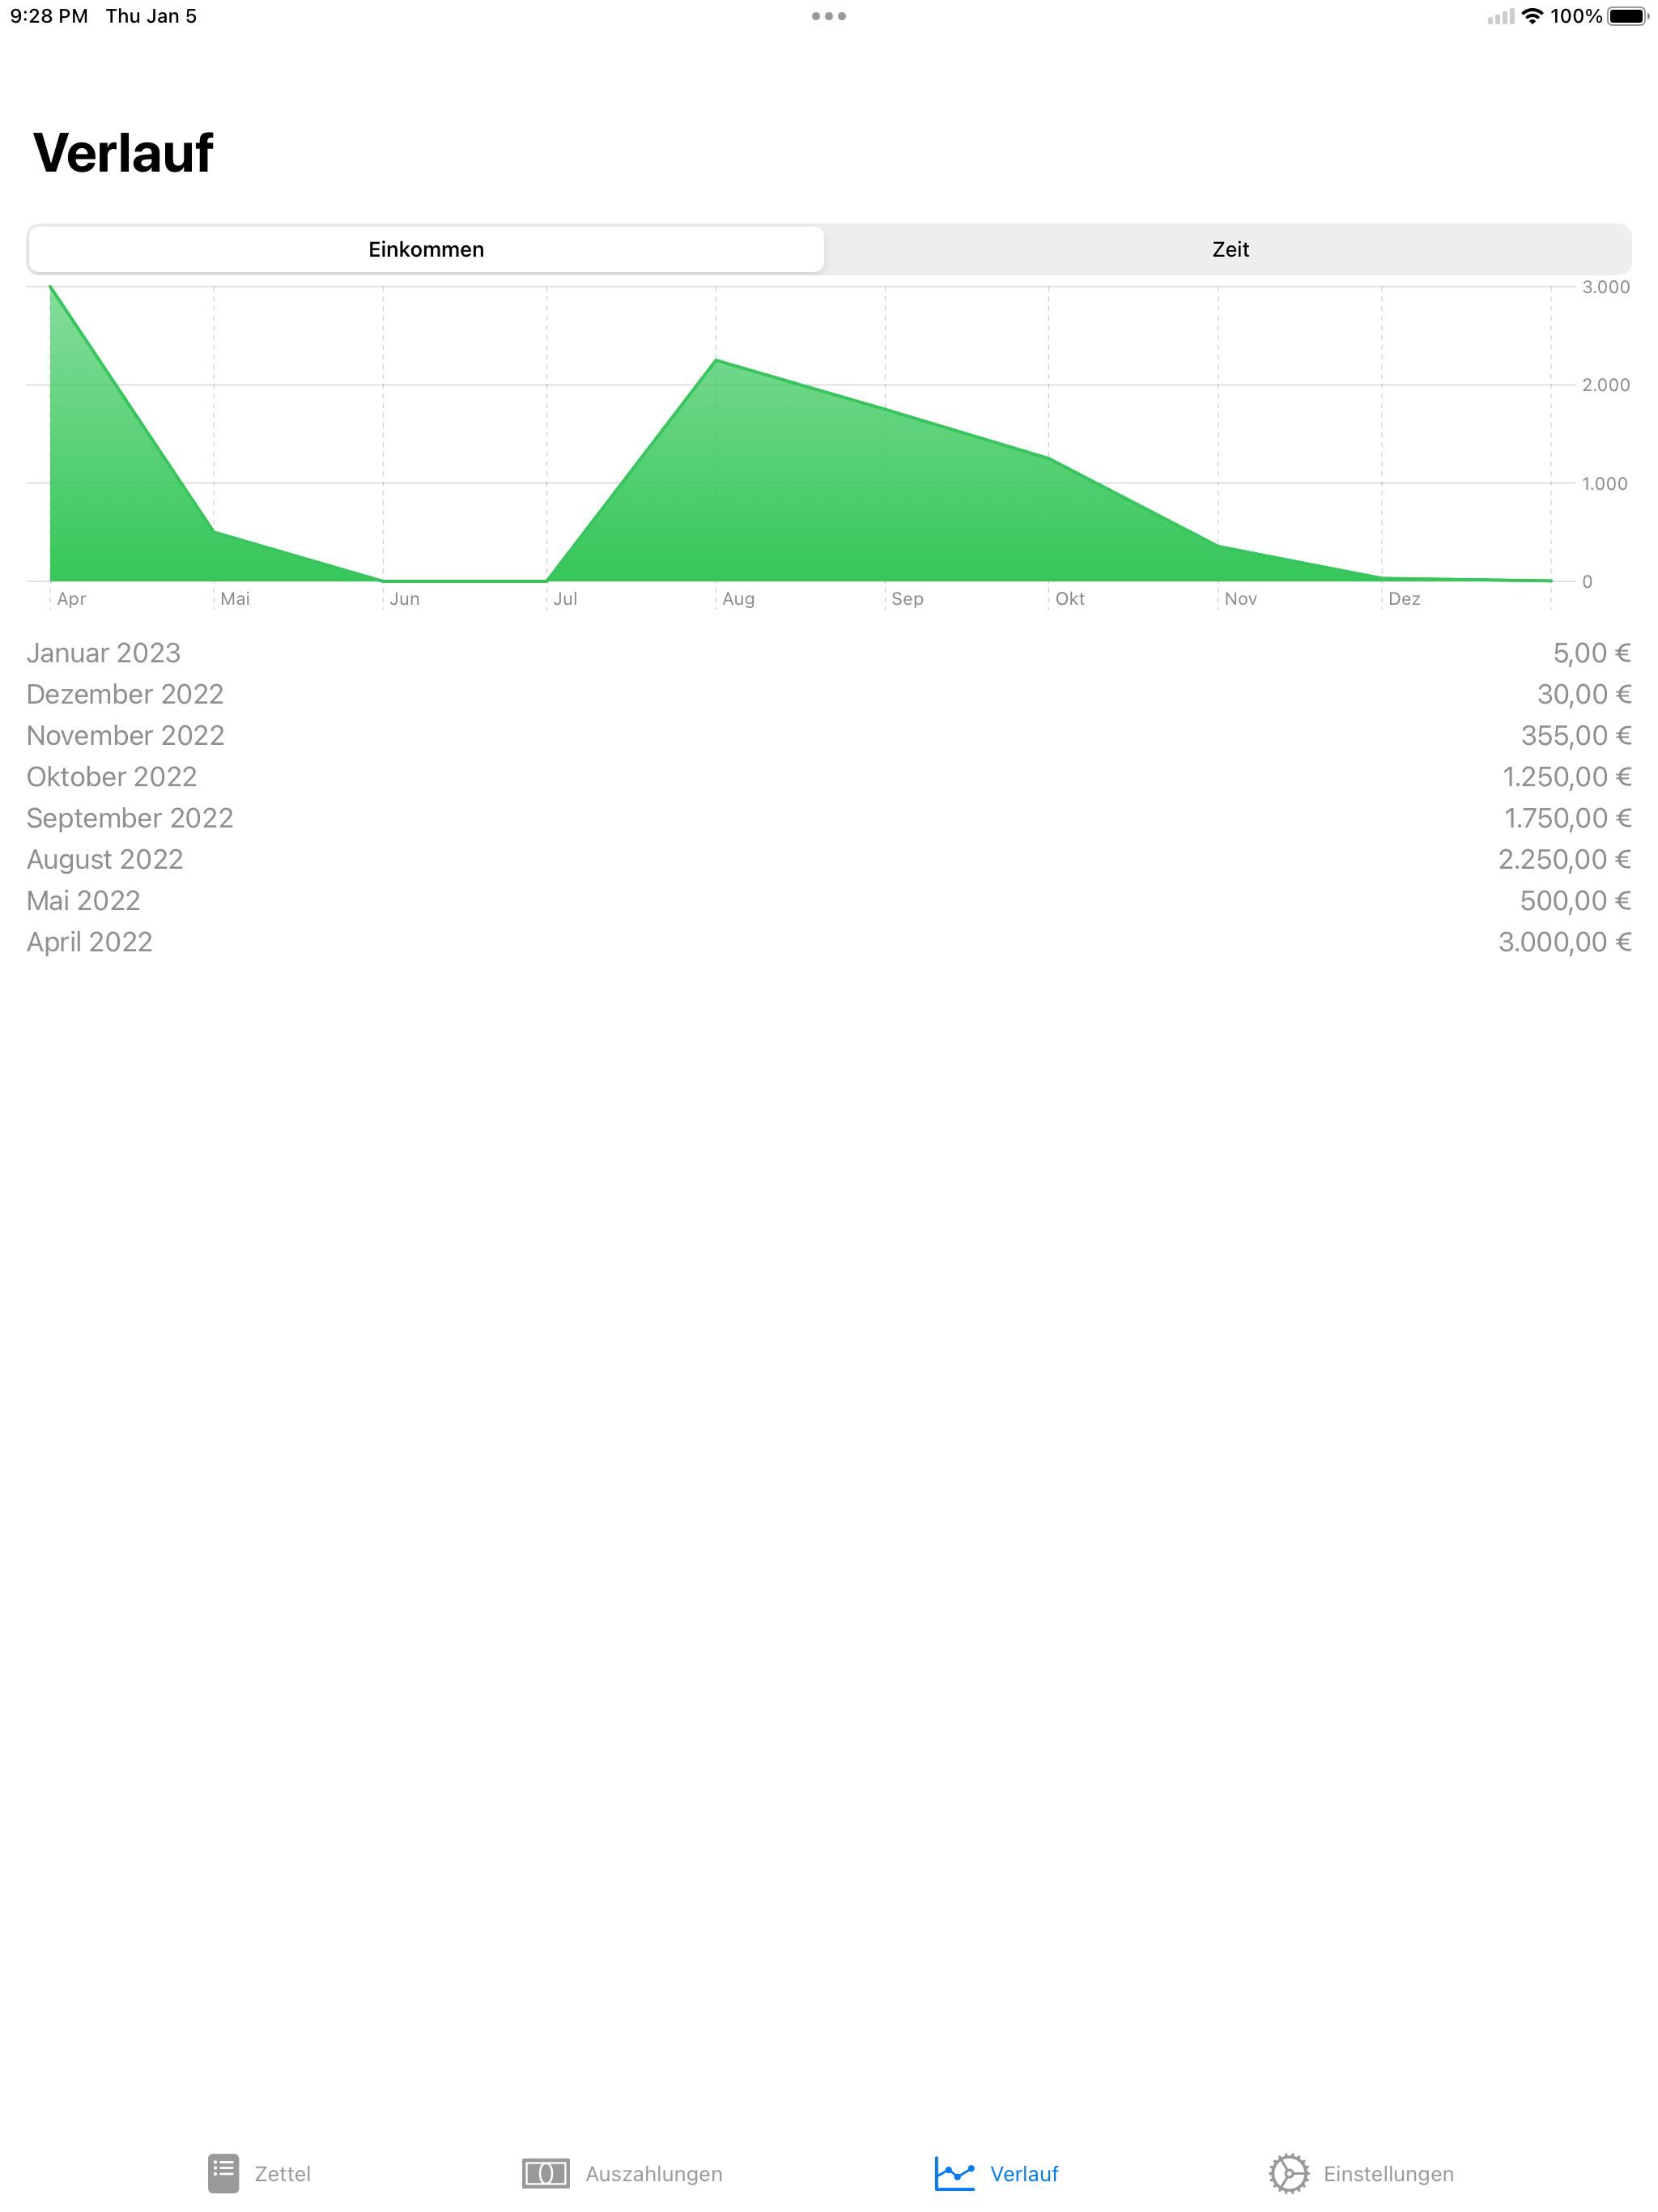 9:28 PM Thu Jan 5 100%
Verlauf
Einkommen Zeit
3.000
2.000
1.000
0
Apr Mai Jun Jul Aug Sep Okt Nov Dez
Januar 2023 5,00 €
Dezember 2022 30,00 €
November 2022 355,00 €
Oktober 2022 1.250,00 €
September 2022 1.750,00 €
August 2022 2.250,00 €
Mai 2022 500,00 €
April 2022 3.000,00 €
Zettel Auszahlungen Verlauf Einstellungen